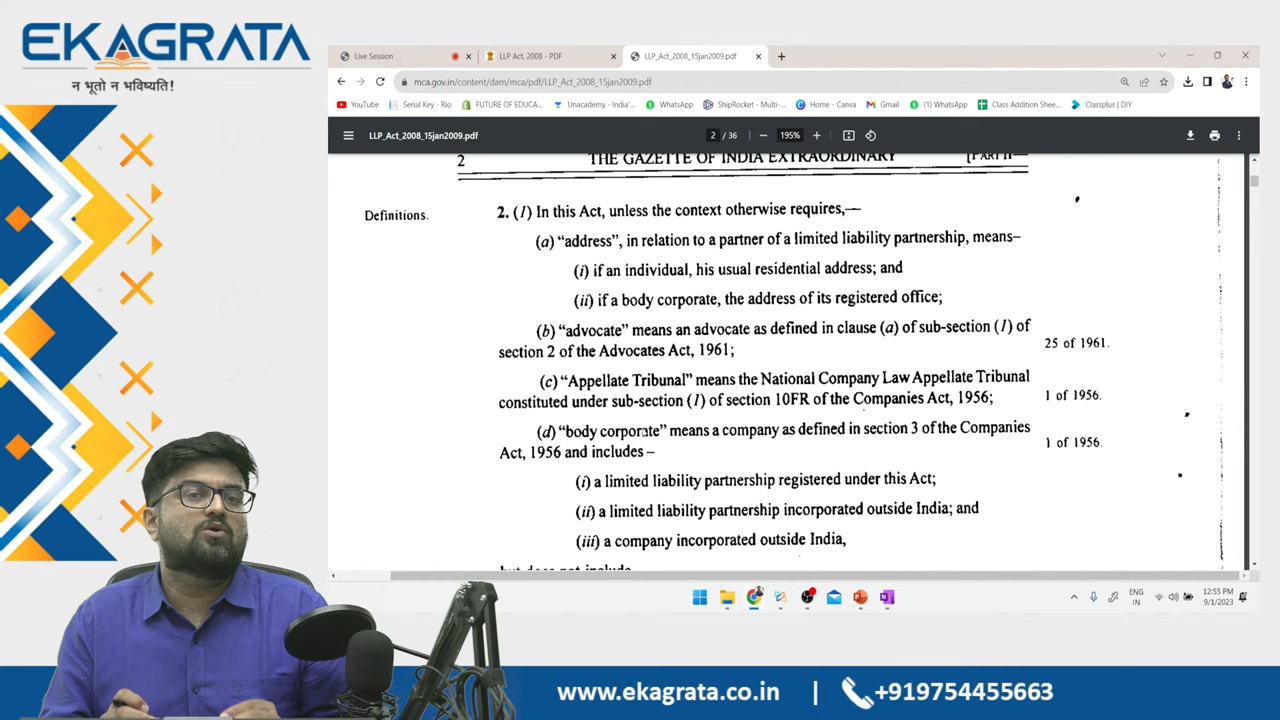 EKAGRATA
न भूतो न भविष्यति!
Live Session
LLP Act, 2008 - PDF
LLP_Act_2008_15jan2009.pdf
mca.gov.in/content/dam/mca/pdf/LLP_Act_2008_15jan2009.pdf
YouTube
Serial Key - Rio
FUTURE OF EDUCA...
Unacademy - India'...
WhatsApp
ShipRocket - Multi-...
Home - Canva
Gmail
(1) WhatsApp
Class Addition Shee...
Classplus | DIY
LLP_Act_2008_15jan2009.pdf
2 / 36
195%
2 THE GAZETTE OF INDIA EXTRAORDINARY [PART II—
Definitions.
2. (1) In this Act, unless the context otherwise requires,—
(a) “address”, in relation to a partner of a limited liability partnership, means–
(i) if an individual, his usual residential address; and
(ii) if a body corporate, the address of its registered office;
(b) “advocate” means an advocate as defined in clause (a) of sub-section (1) of
section 2 of the Advocates Act, 1961;
25 of 1961.
(c) “Appellate Tribunal” means the National Company Law Appellate Tribunal
constituted under sub-section (1) of section 10FR of the Companies Act, 1956;
1 of 1956.
(d) “body corporate” means a company as defined in section 3 of the Companies
Act, 1956 and includes –
1 of 1956.
(i) a limited liability partnership registered under this Act;
(ii) a limited liability partnership incorporated outside India; and
(iii) a company incorporated outside India,
but does not include
ENG
IN
12:55 PM
9/1/2023
www.ekagrata.co.in | +919754455663